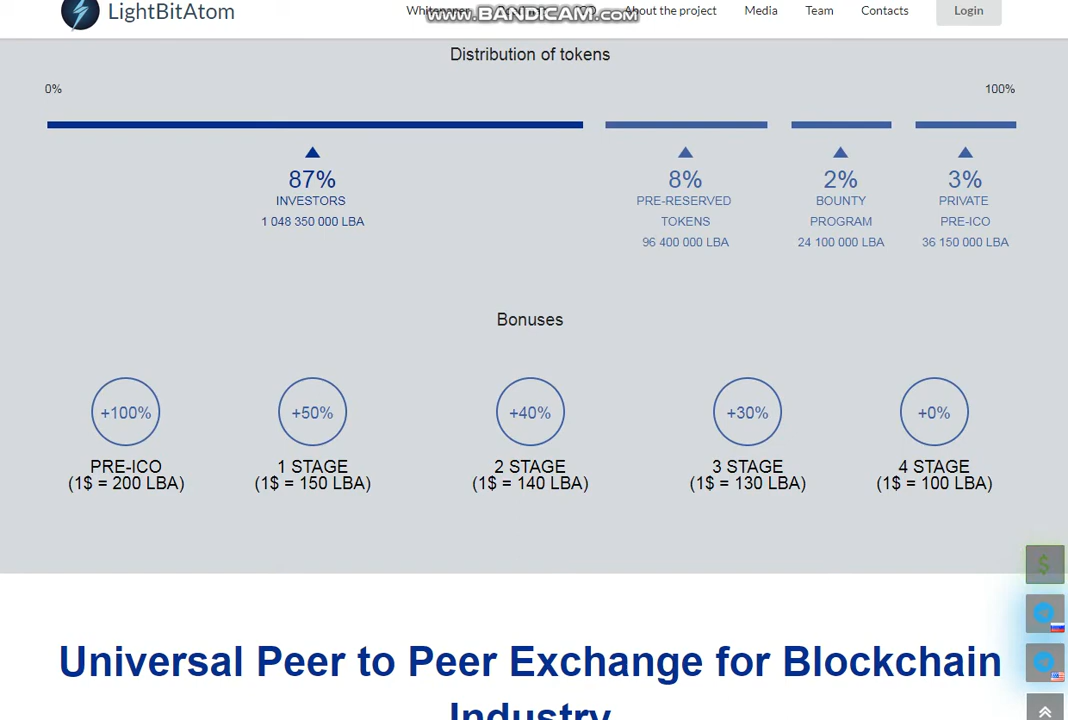 LightBitAtom
www.BANDICAM.com
About the project
Media
Team
Contacts
Login
Distribution of tokens
0%
100%
87%
INVESTORS
1 048 350 000 LBA
8%
PRE-RESERVED
TOKENS
96 400 000 LBA
2%
BOUNTY
PROGRAM
24 100 000 LBA
3%
PRIVATE
PRE-ICO
36 150 000 LBA
Bonuses
+100%
+50%
+40%
+30%
+0%
PRE-ICO
(1$ = 200 LBA)
1 STAGE
(1$ = 150 LBA)
2 STAGE
(1$ = 140 LBA)
3 STAGE
(1$ = 130 LBA)
4 STAGE
(1$ = 100 LBA)
$
Universal Peer to Peer Exchange for Blockchain
Industry